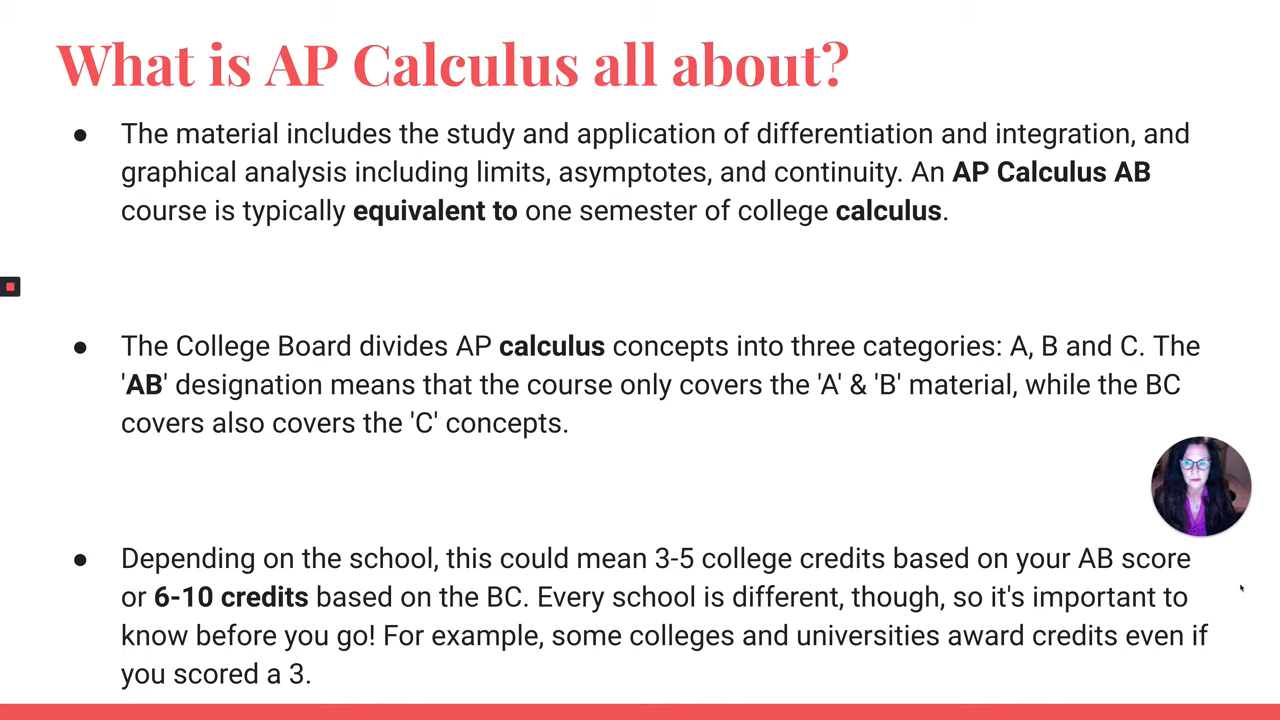 What is AP Calculus all about?
● The material includes the study and application of differentiation and integration, and
graphical analysis including limits, asymptotes, and continuity. An AP Calculus AB
course is typically equivalent to one semester of college calculus.
● The College Board divides AP calculus concepts into three categories: A, B and C. The
'AB' designation means that the course only covers the 'A' & 'B' material, while the BC
covers also covers the 'C' concepts.
● Depending on the school, this could mean 3-5 college credits based on your AB score
or 6-10 credits based on the BC. Every school is different, though, so it's important to
know before you go! For example, some colleges and universities award credits even if
you scored a 3.